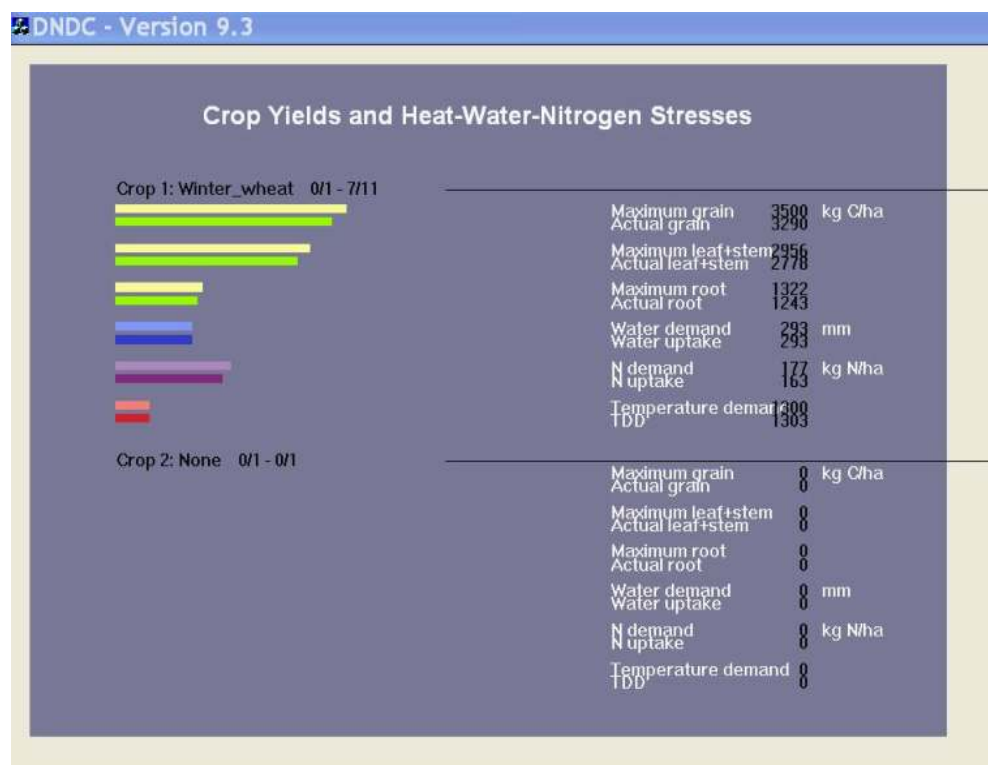 DNDC - Version 9.3
Crop Yields and Heat-Water-Nitrogen Stresses
Crop 1: Winter_wheat 0/1 - 7/11
Maximum grain 3500 kg C/ha
Actual grain 3290
Maximum leaf+stem 2956
Actual leaf+stem 2778
Maximum root 1322
Actual root 1243
Water demand 293 mm
Water uptake 293
N demand 177 kg N/ha
N uptake 163
Temperature demand 1300
TDD 1303
Crop 2: None 0/1 - 0/1
Maximum grain 0 kg C/ha
Actual grain 0
Maximum leaf+stem 0
Actual leaf+stem 0
Maximum root 0
Actual root 0
Water demand 0 mm
Water uptake 0
N demand 0 kg N/ha
N uptake 0
Temperature demand 0
TDD 0